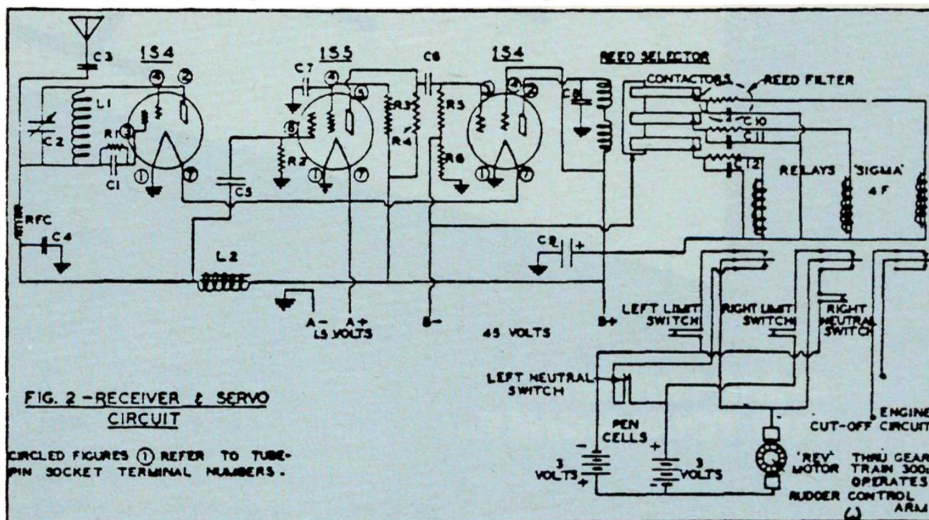 1S4
1S5
1S4
REED SELECTOR
CONTACTORS
REED FILTER
C3
C7
C6
L1
C2
R1
C1
R3
R4
R5
R6
R2
C5
C10
C11
C12
RELAYS "SIGMA"
4F
RFC
C4
L2
C9
A-
A+
1.5 VOLTS
B-
45 VOLTS
B+
LEFT LIMIT
SWITCH
RIGHT LIMIT
SWITCH
RIGHT
NEUTRAL
SWITCH
LEFT NEUTRAL
SWITCH
PEN
CELLS
3
VOLTS
3
VOLTS
ENGINE
CUT-OFF CIRCUIT
'REV'
MOTOR
THRU GEAR
TRAIN
OPERATES
RUDDER CONTROL
ARM
FIG. 2 - RECEIVER & SERVO
CIRCUIT
CIRCLED FIGURES ① REFER TO TUBE-
PIN SOCKET TERMINAL NUMBERS.